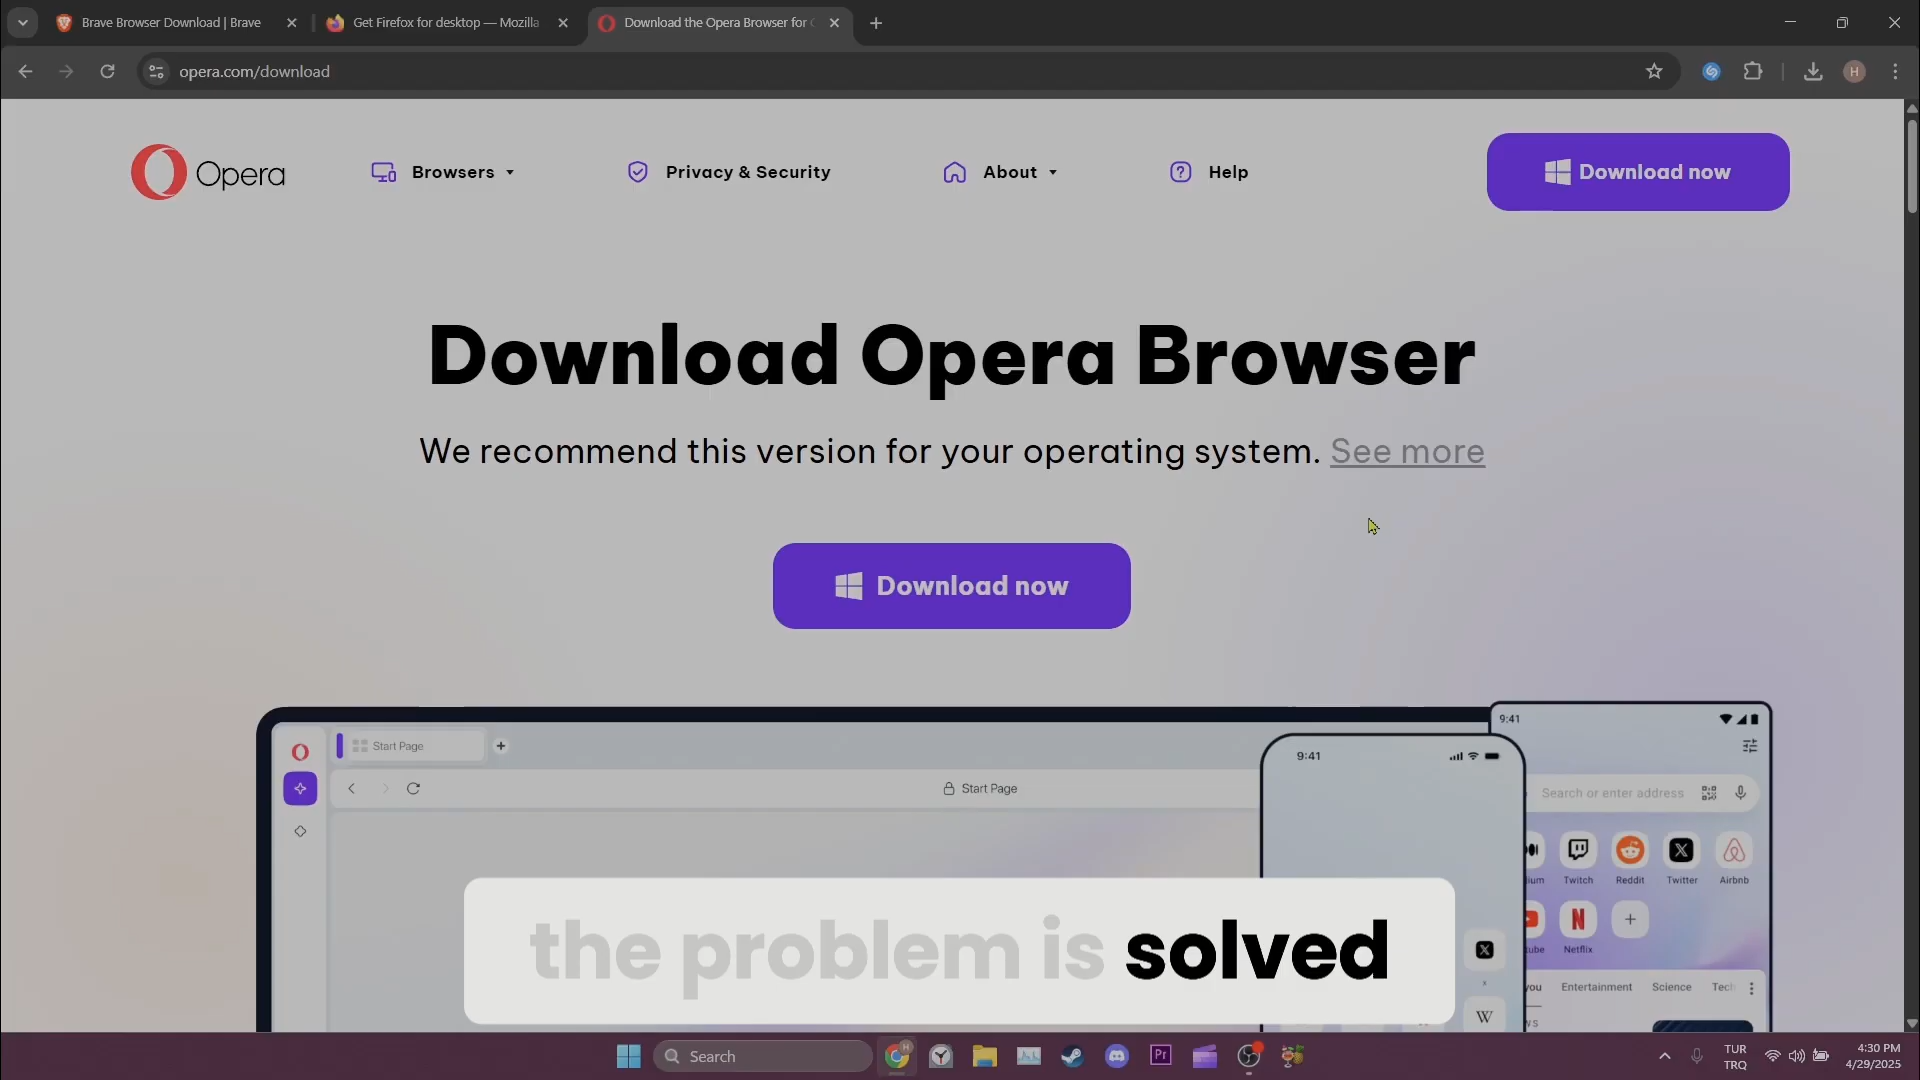 Brave Browser Download | Brave
Get Firefox for desktop — Mozilla
Download the Opera Browser for
opera.com/download
H
Opera
Browsers
Privacy & Security
About
Help
Download now
Download Opera Browser
We recommend this version for your operating system. See more
Download now
Start Page
Start Page
9:41
9:41
Search or enter address
ium
Twitch
Reddit
Twitter
Airbnb
tube
Netflix
you
Entertainment
Science
Tech
WS
W
the problem is solved
Search
H
Pr
TUR
TRQ
4:30 PM
4/29/2025